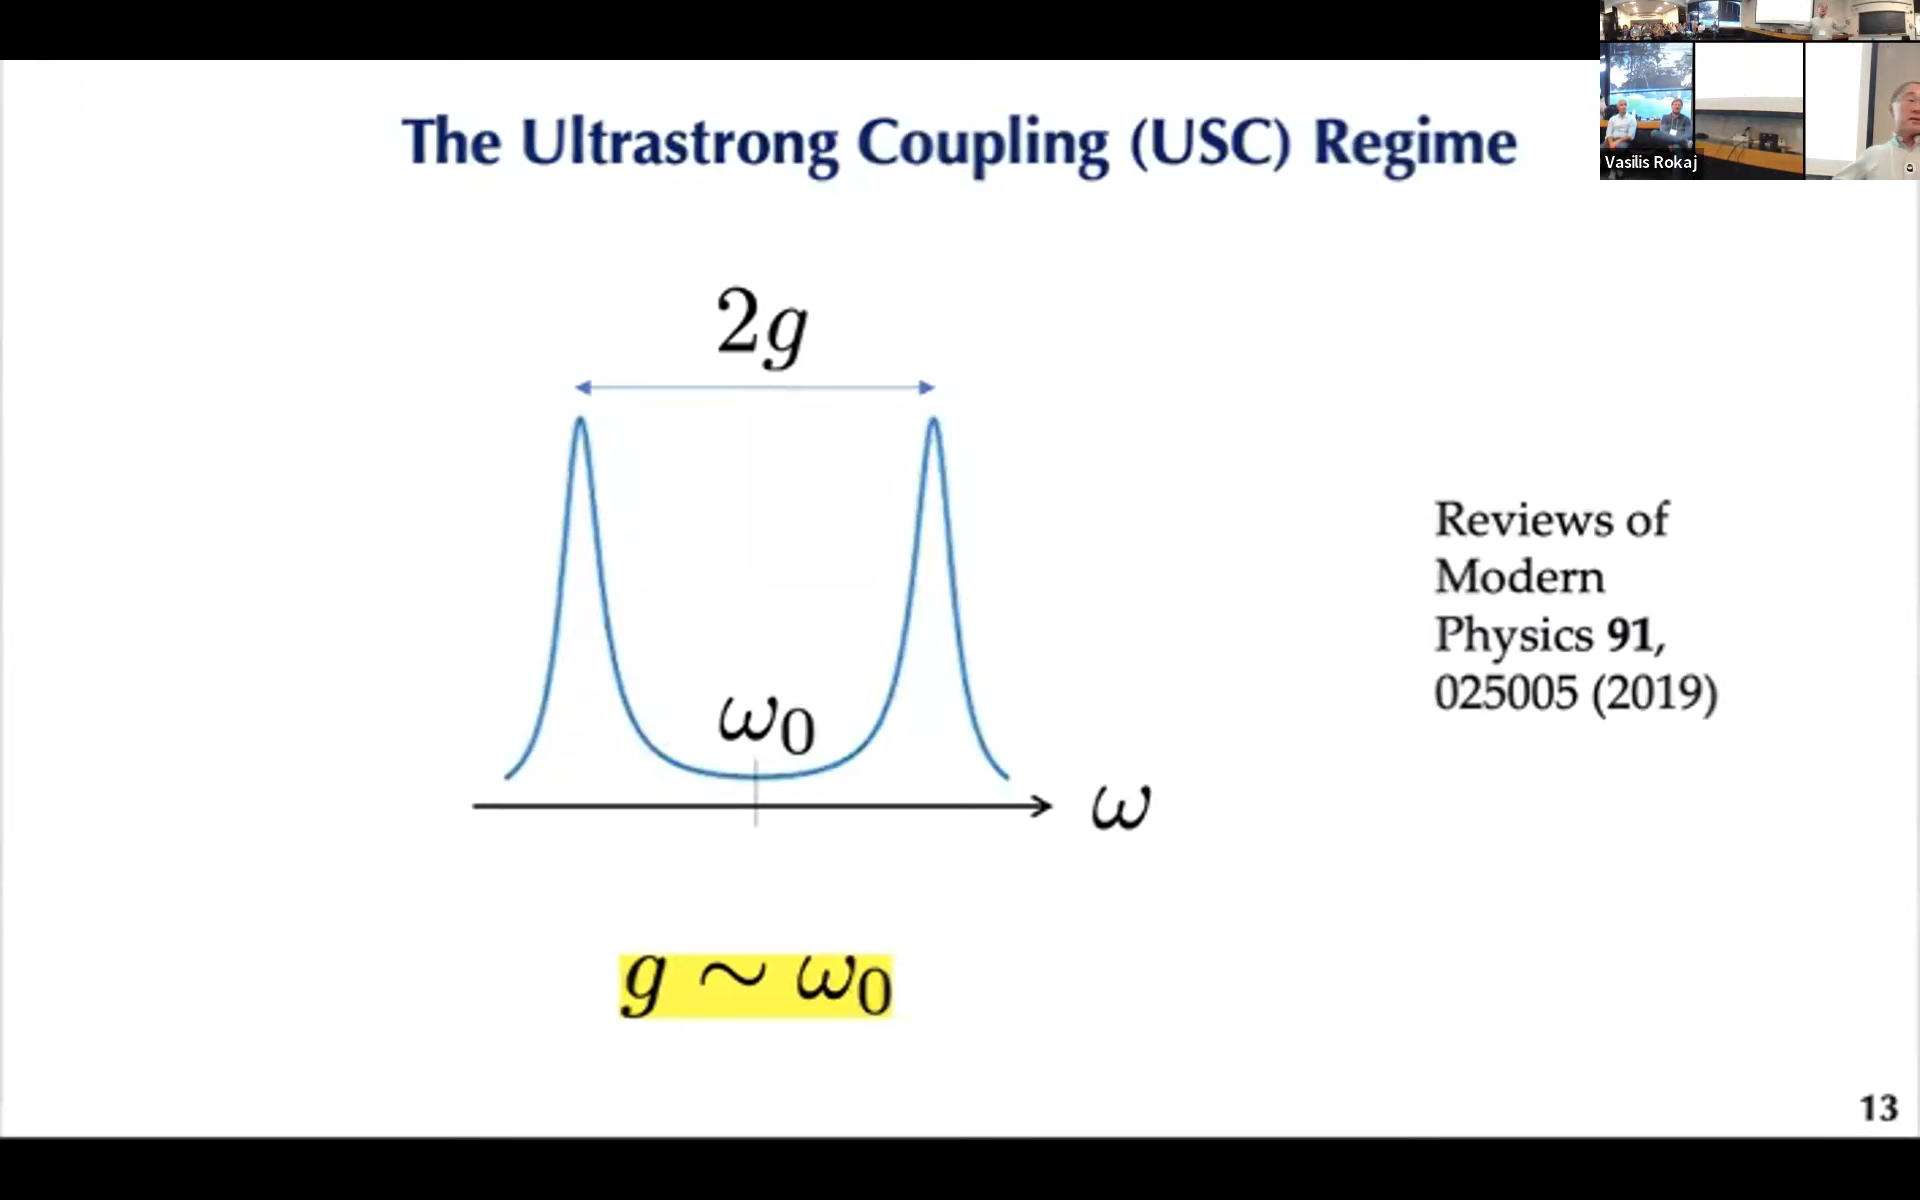 The Ultrastrong Coupling (USC) Regime
Vasilis Rokaj
2g
ω₀
ω
Reviews of
Modern
Physics 91,
025005 (2019)
g ~ ω₀
13